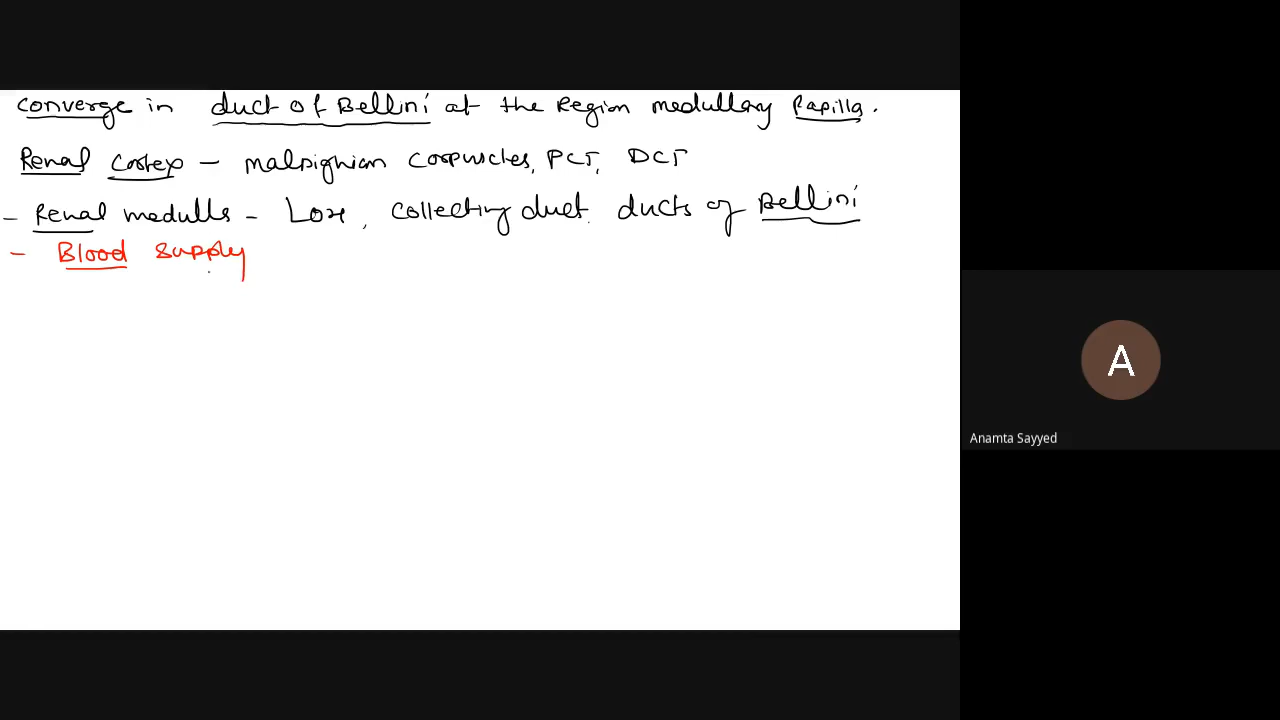 converge in duct of Bellini at the Region medullary Papilla.
Renal Cortex - malpighian corpuscles, PCT, DCT
- Renal medulla - LOH, collecting duct. ducts of Bellini
- Blood supply
A
Anamta Sayyed